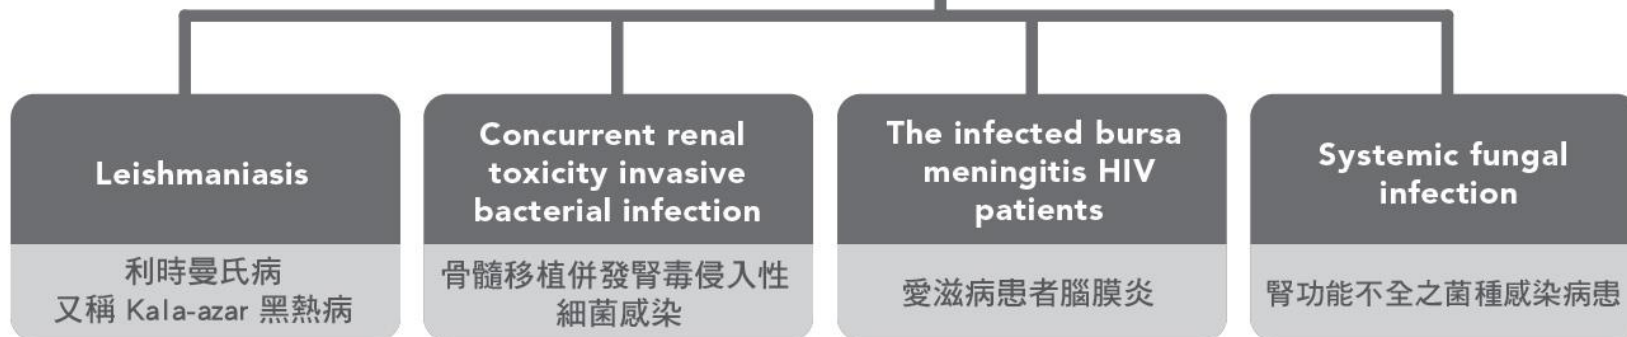 Leishmaniasis
利時曼氏病
又稱 Kala-azar 黑熱病
Concurrent renal
toxicity invasive
bacterial infection
骨髓移植併發腎毒侵入性
細菌感染
The infected bursa
meningitis HIV
patients
愛滋病患者腦膜炎
Systemic fungal
infection
腎功能不全之菌種感染病患